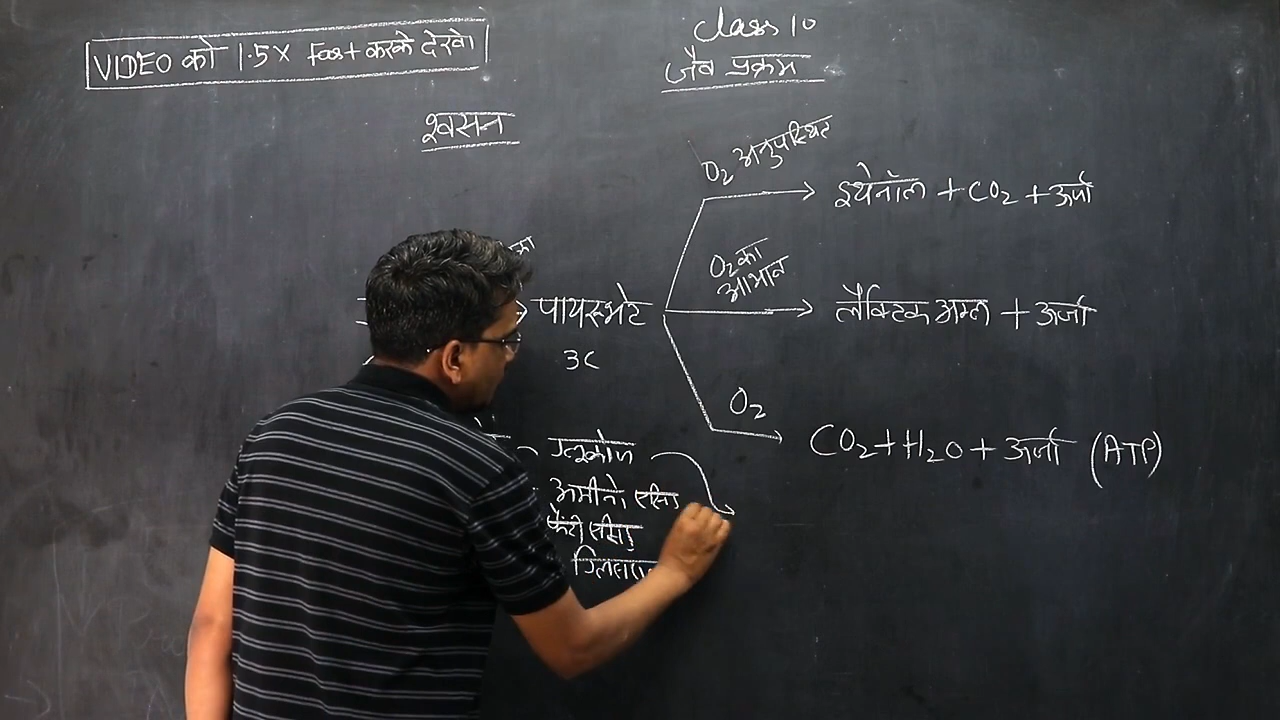 VIDEO को 1.5X Fast करके देखे।
Class 10
जैव प्रक्रम
श्वसन
O₂ अनुपस्थित
इथेनॉल + CO₂ + ऊर्जा
O₂ का
आभाव
पायरुभेट
लैक्टिक अम्ल + ऊर्जा
3C
O₂
CO₂ + H₂O + ऊर्जा (ATP)
ग्लूकोज
अमीनो एसिड
फैटी एसिड